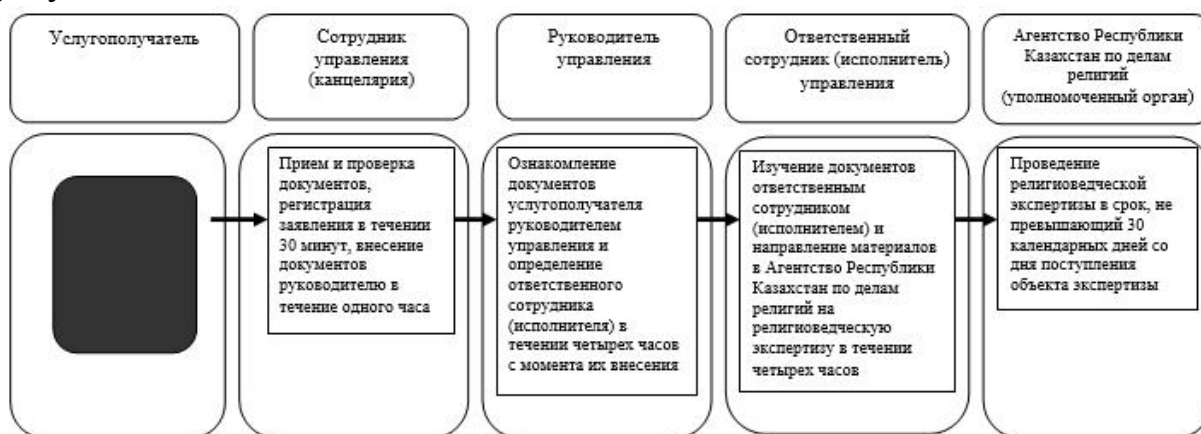 Услугополучатель
Сотрудник
управления
(канцелярия)
Руководитель
управления
Ответственный
сотрудник (исполнитель)
управления
Агентство Республики
Казахстан по делам
религий
(уполномоченный орган)
Прием и проверка
документов,
регистрация
заявления в течении
30 минут, внесение
документов
руководителю в
течение одного часа
Ознакомление
документов
услугополучателя
руководителем
управления и
определение
ответственного
сотрудника
(исполнителя) в
течении четырех часов
с момента их внесения
Изучение документов
ответственным
сотрудником
(исполнителем) и
направление материалов
в Агентство Республики
Казахстан по делам
религий на
религиоведческую
экспертизу в течении
четырех часов
Проведение
религиоведческой
экспертизы в срок, не
превышающий 30
календарных дней со
дня поступления
объекта экспертизы